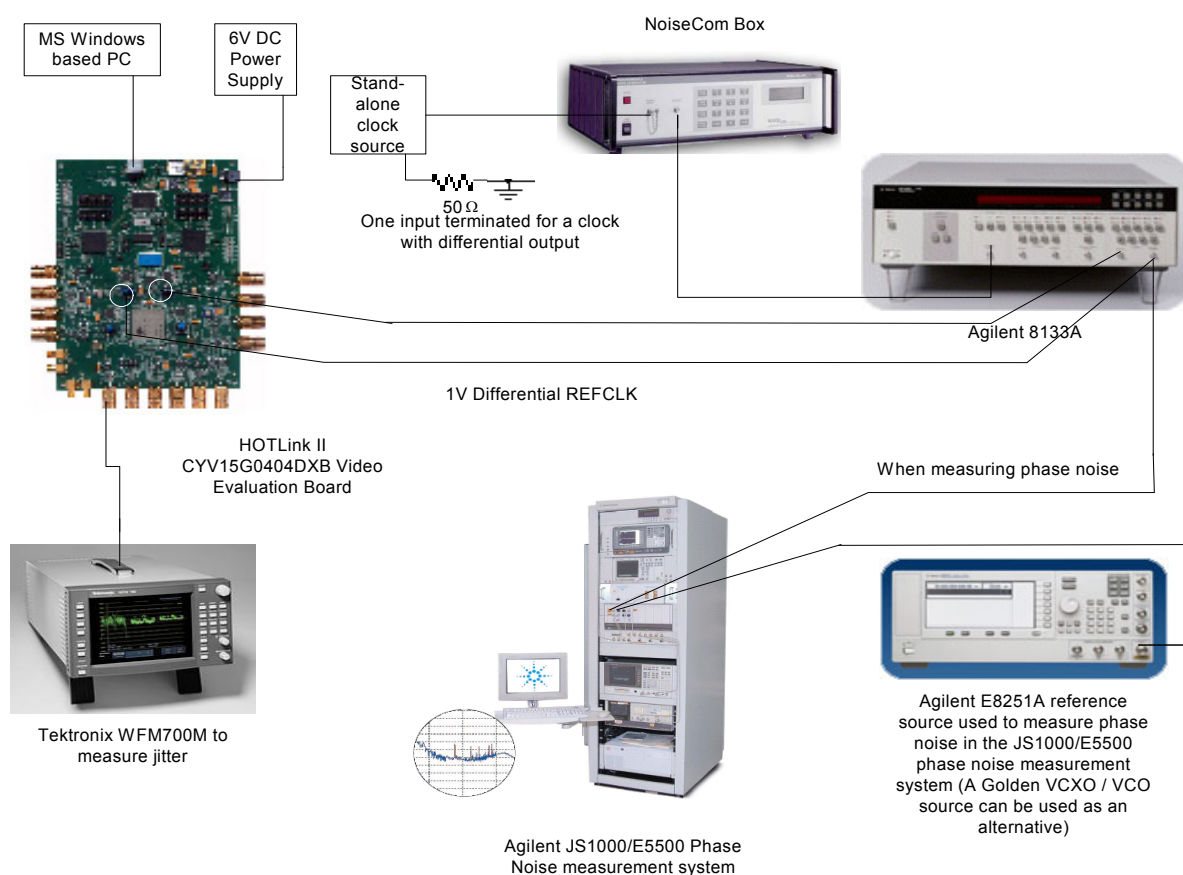 MS Windows
based PC
6V DC
Power
Supply
Stand-
alone
clock
source
NoiseCom Box
50 Ω
One input terminated for a clock
with differential output
Agilent 8133A
1V Differential REFCLK
HOTLink II
CYV15G0404DXB Video
Evaluation Board
When measuring phase noise
Tektronix WFM700M to
measure jitter
Agilent E8251A reference
source used to measure phase
noise in the JS1000/E5500
phase noise measurement
system (A Golden VCXO / VCO
source can be used as an
alternative)
Agilent JS1000/E5500 Phase
Noise measurement system